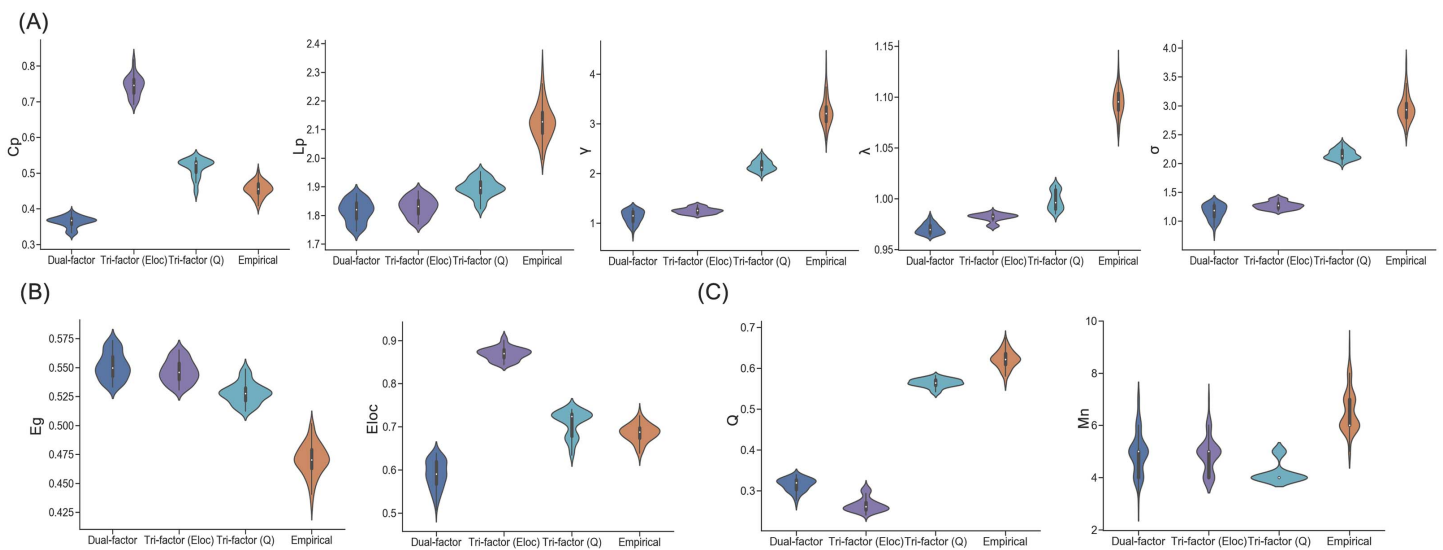 (A)
Cp
0.8
0.7
0.6
0.5
0.4
0.3
Dual-factor Tri-factor (Eloc) Tri-factor (Q) Empirical
Lp
2.4
2.3
2.2
2.1
2.0
1.9
1.8
1.7
Dual-factor Tri-factor (Eloc) Tri-factor (Q) Empirical
γ
4
3
2
1
Dual-factor Tri-factor (Eloc) Tri-factor (Q) Empirical
λ
1.15
1.10
1.05
1.00
0.95
Dual-factor Tri-factor (Eloc) Tri-factor (Q) Empirical
σ
4.0
3.5
3.0
2.5
2.0
1.5
1.0
Dual-factor Tri-factor (Eloc) Tri-factor (Q) Empirical
(B)
Eg
0.575
0.550
0.525
0.500
0.475
0.450
0.425
Dual-factor Tri-factor (Eloc) Tri-factor (Q) Empirical
Eloc
0.9
0.8
0.7
0.6
0.5
Dual-factor Tri-factor (Eloc) Tri-factor (Q) Empirical
(C)
Q
0.7
0.6
0.5
0.4
0.3
Dual-factor Tri-factor (Eloc) Tri-factor (Q) Empirical
Mn
10
8
6
4
2
Dual-factor Tri-factor (Eloc) Tri-factor (Q) Empirical